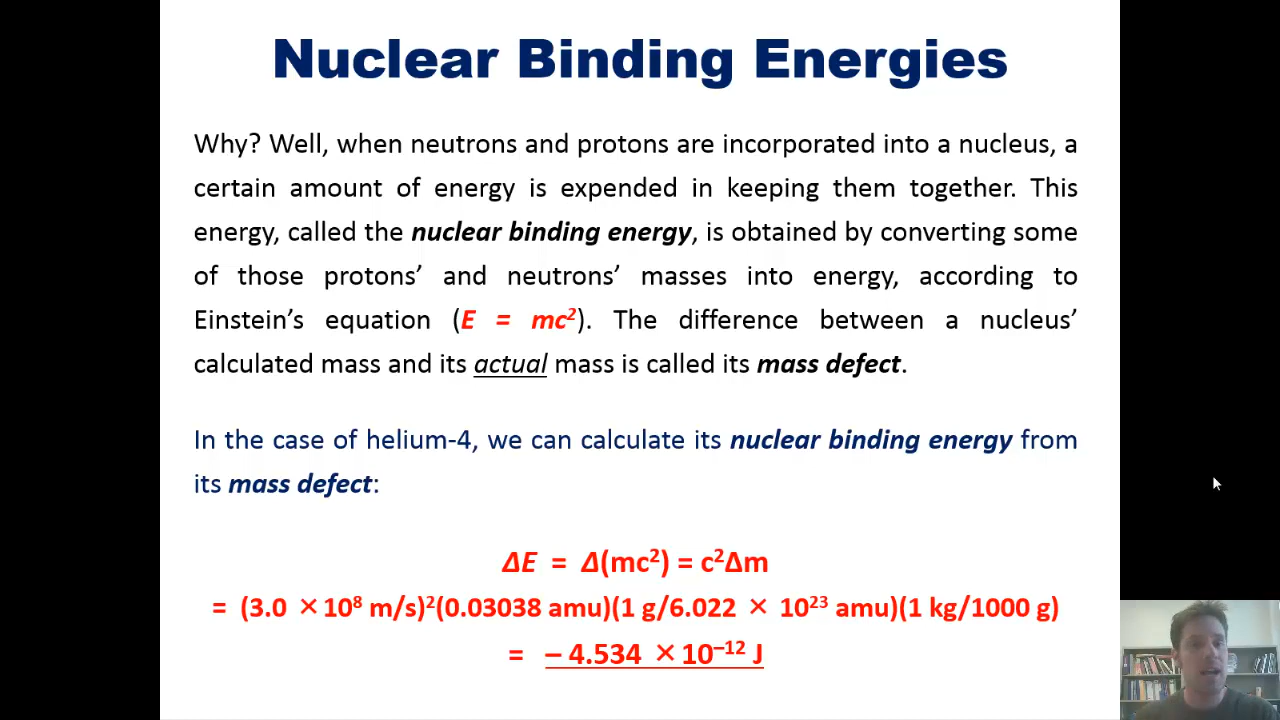 Nuclear Binding Energies
Why? Well, when neutrons and protons are incorporated into a nucleus, a
certain amount of energy is expended in keeping them together. This
energy, called the nuclear binding energy, is obtained by converting some
of those protons’ and neutrons’ masses into energy, according to
Einstein’s equation (E = mc²). The difference between a nucleus’
calculated mass and its actual mass is called its mass defect.
In the case of helium-4, we can calculate its nuclear binding energy from
its mass defect:
ΔE = Δ(mc²) = c²Δm
= (3.0 ×10⁸ m/s)²(0.03038 amu)(1 g/6.022 × 10²³ amu)(1 kg/1000 g)
= – 4.534 ×10⁻¹² J